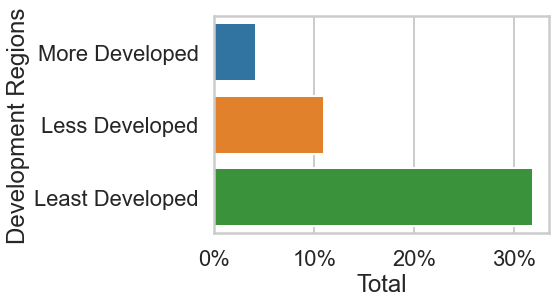 Development Regions
More Developed
Less Developed
Least Developed
0% 10% 20% 30%
Total